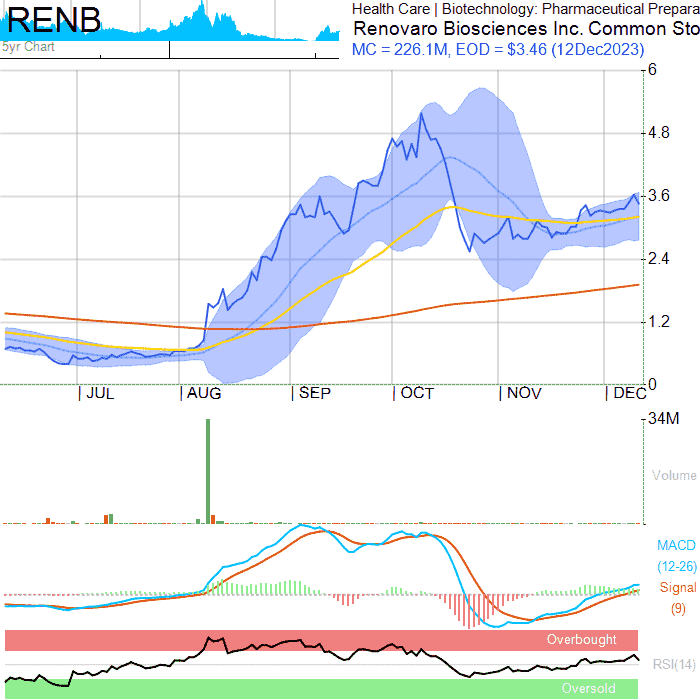 RENB
5yr Chart
Health Care | Biotechnology: Pharmaceutical Prepara
Renovaro Biosciences Inc. Common Sto
MC = 226.1M, EOD = $3.46 (12Dec2023)
6
4.8
3.6
2.4
1.2
0
JUL
AUG
SEP
OCT
NOV
DEC
34M
Volume
MACD
(12-26)
Signal
(9)
Overbought
RSI(14)
Oversold